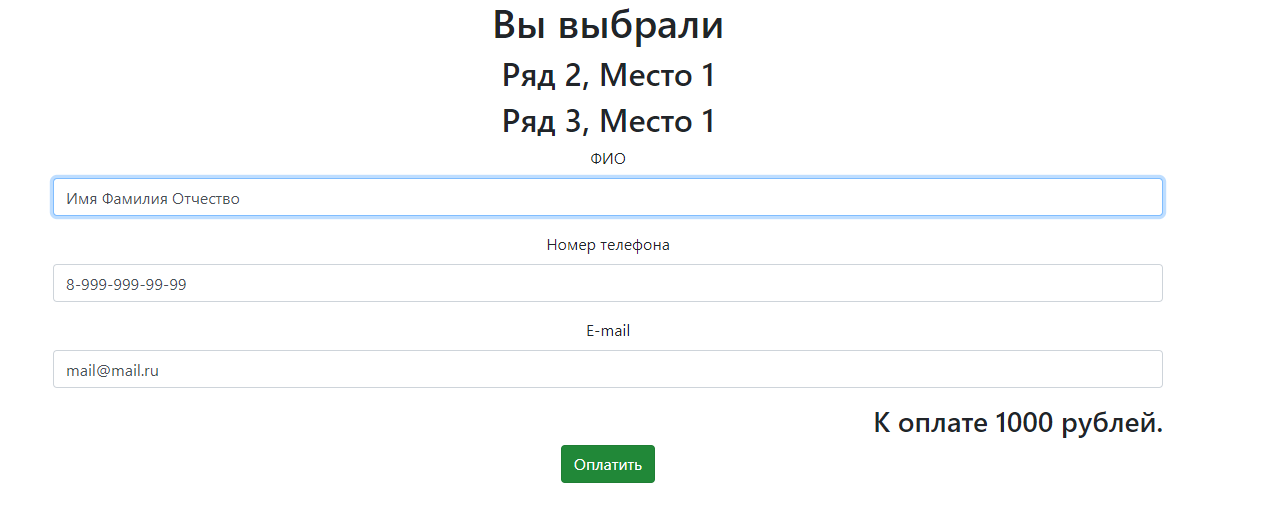 Вы выбрали
Ряд 2, Место 1
Ряд 3, Место 1
ФИО
Имя Фамилия Отчество
Номер телефона
8-999-999-99-99
E-mail
mail@mail.ru
К оплате 1000 рублей.
Оплатить